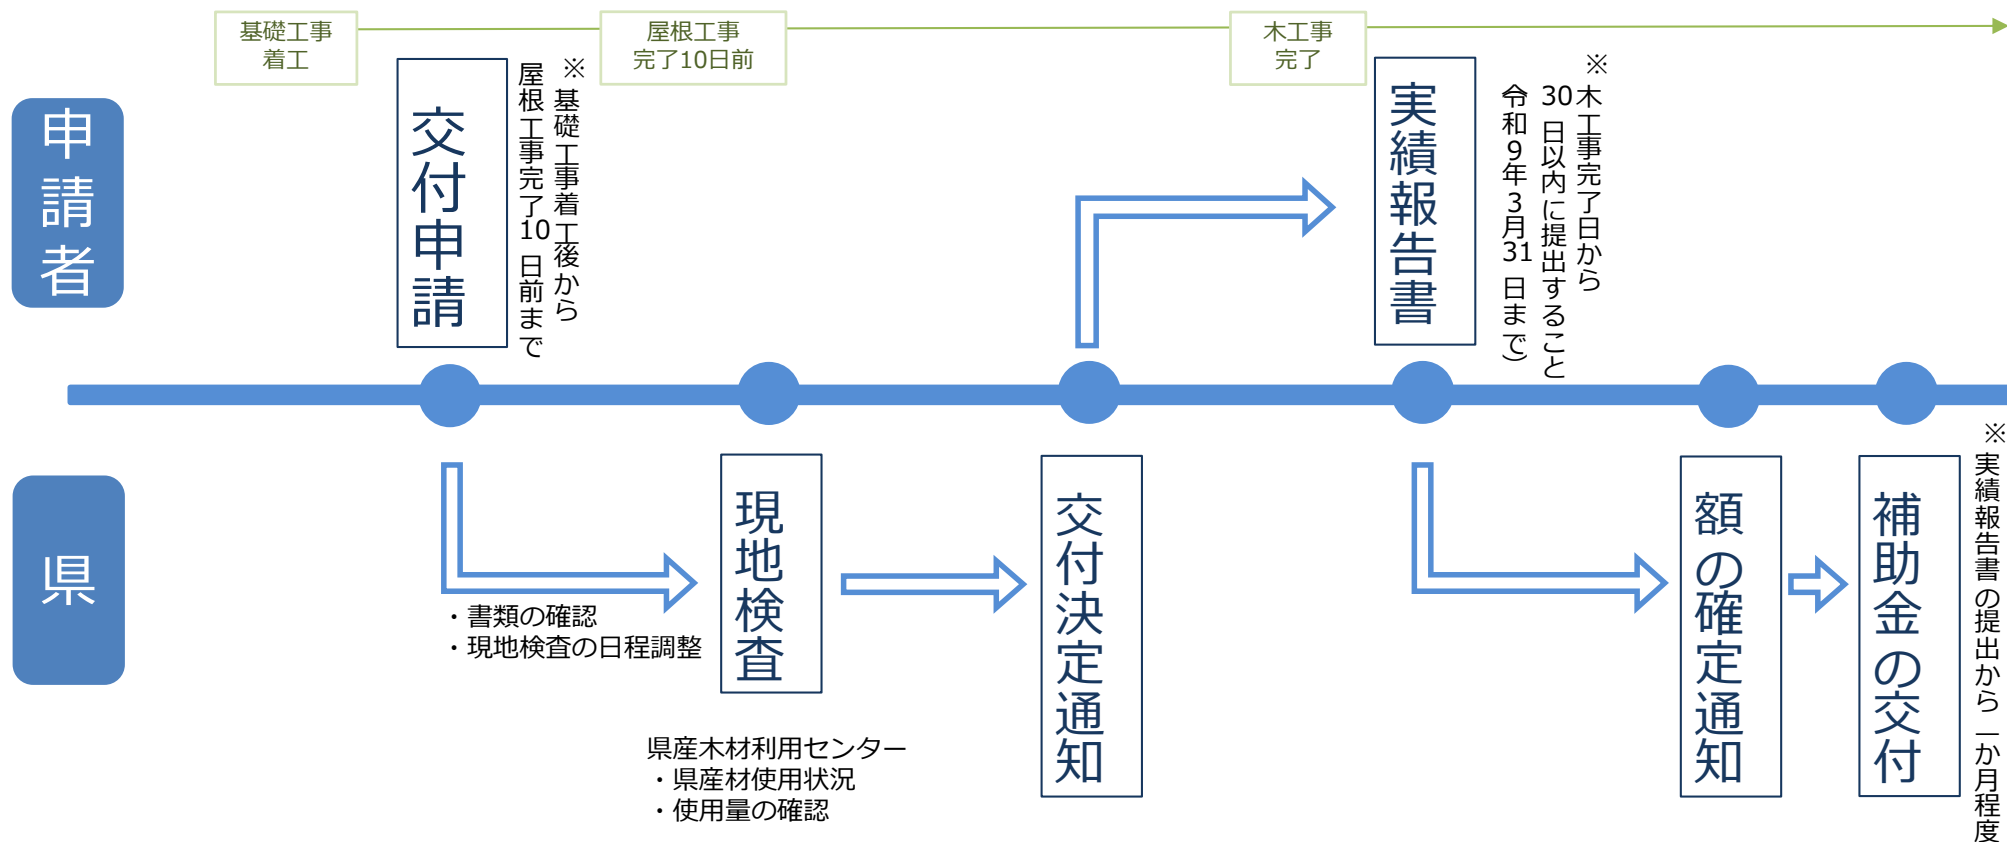 基礎工事
着工
屋根工事
完了10日前
木工事
完了
申請者
交付申請
※基礎工事着工後から
屋根工事完了10日前まで
実績報告書
※木工事完了日から
30日以内に提出すること
令和9年3月31日まで）
県
・書類の確認
・現地検査の日程調整
現地検査
県産木材利用センター
・県産材使用状況
・使用量の確認
交付決定通知
額の確定通知
補助金の交付
※実績報告書の提出から一か月程度